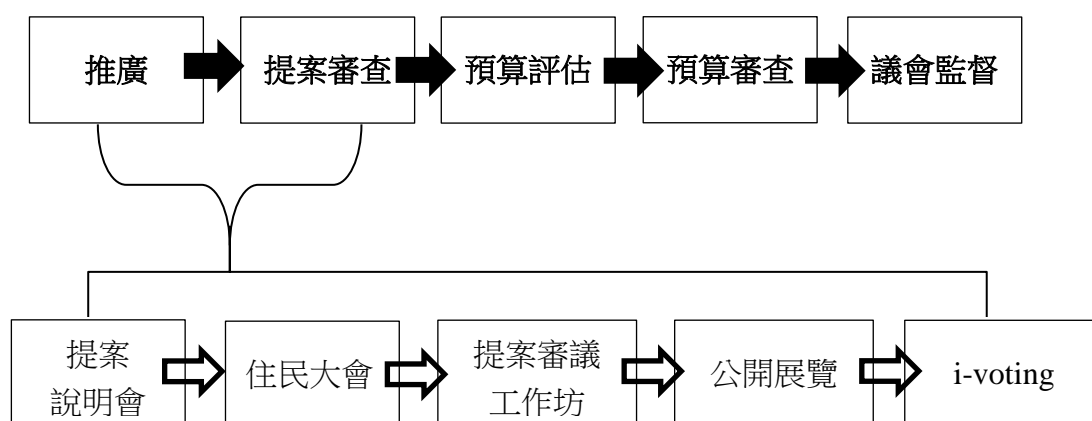 推廣
提案審查
預算評估
預算審查
議會監督
提案
說明會
住民大會
提案審議
工作坊
公開展覽
i-voting